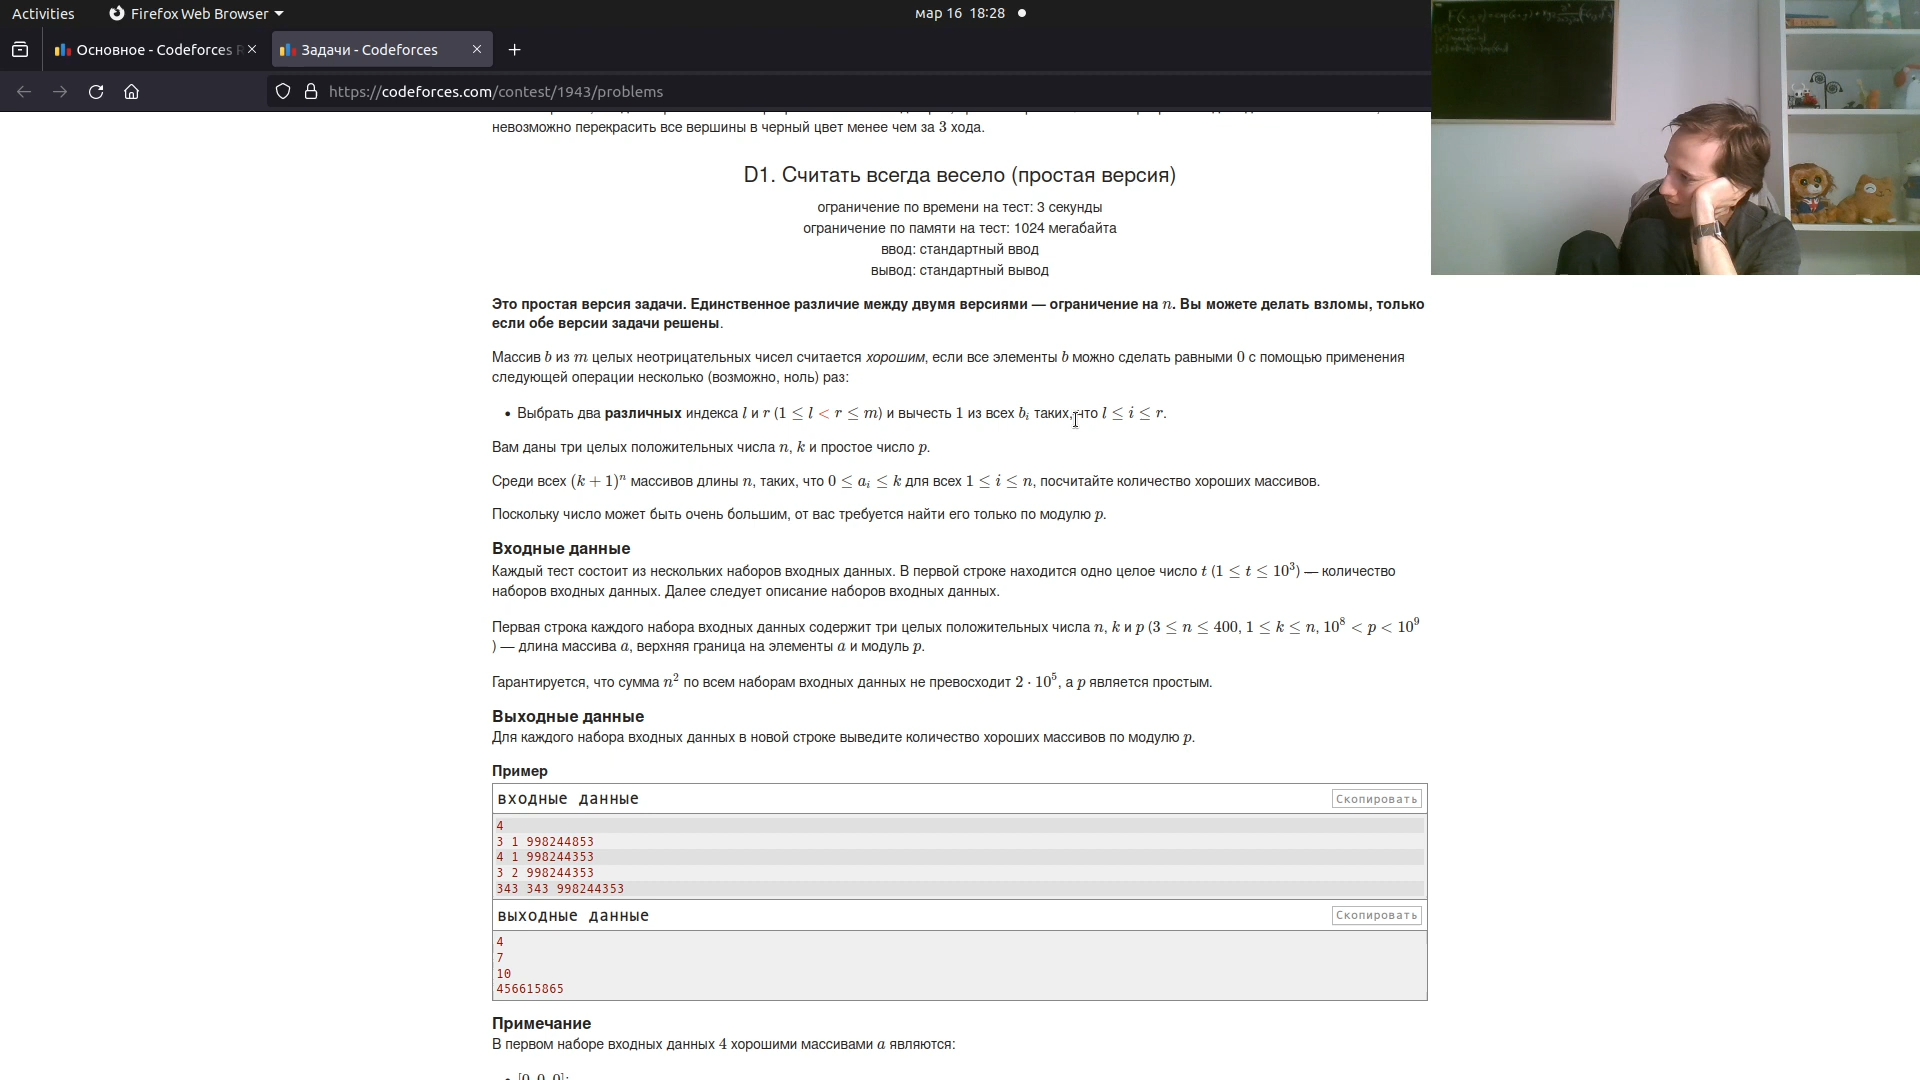 Activities
Firefox Web Browser
мар 16 18:28
Основное - Codeforces R
Задачи - Codeforces
https://codeforces.com/contest/1943/problems
невозможно перекрасить все вершины в черный цвет менее чем за 3 хода.
D1. Считать всегда весело (простая версия)
ограничение по времени на тест: 3 секунды
ограничение по памяти на тест: 1024 мегабайта
ввод: стандартный ввод
вывод: стандартный вывод
Это простая версия задачи. Единственное различие между двумя версиями — ограничение на n. Вы можете делать взломы, только
если обе версии задачи решены.
Массив b из m целых неотрицательных чисел считается хорошим, если все элементы b можно сделать равными 0 с помощью применения
следующей операции несколько (возможно, ноль) раз:
• Выбрать два различных индекса l и r (1 ≤ l < r ≤ m) и вычесть 1 из всех bᵢ таких, что l ≤ i ≤ r.
Вам даны три целых положительных числа n, k и простое число p.
Среди всех (k + 1)ⁿ массивов длины n, таких, что 0 ≤ aᵢ ≤ k для всех 1 ≤ i ≤ n, посчитайте количество хороших массивов.
Поскольку число может быть очень большим, от вас требуется найти его только по модулю p.
Входные данные
Каждый тест состоит из нескольких наборов входных данных. В первой строке находится одно целое число t (1 ≤ t ≤ 10³) — количество
наборов входных данных. Далее следует описание наборов входных данных.
Первая строка каждого набора входных данных содержит три целых положительных числа n, k и p (3 ≤ n ≤ 400, 1 ≤ k ≤ n, 10⁸ < p < 10⁹
) — длина массива a, верхняя граница на элементы a и модуль p.
Гарантируется, что сумма n² по всем наборам входных данных не превосходит 2 · 10⁵, а p является простым.
Выходные данные
Для каждого набора входных данных в новой строке выведите количество хороших массивов по модулю p.
Пример
входные данные
Скопировать
4
3 1 998244853
4 1 998244353
3 2 998244353
343 343 998244353
выходные данные
Скопировать
4
7
10
456615865
Примечание
В первом наборе входных данных 4 хорошими массивами a являются:
• [0, 0, 0];